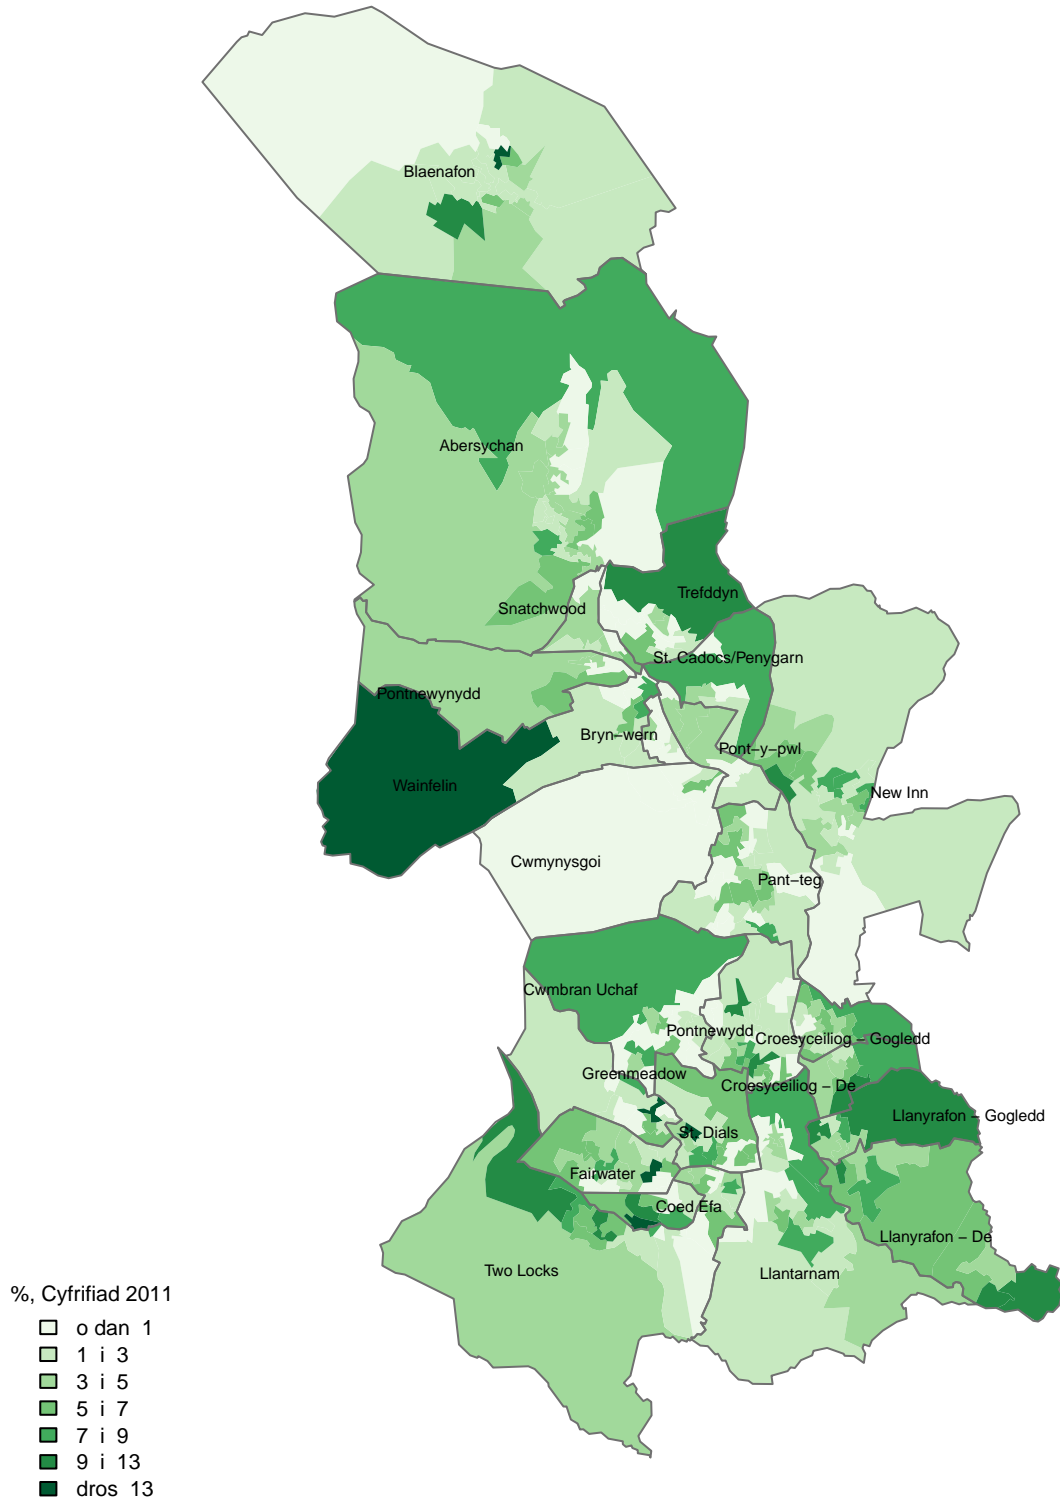 Blaenafon
Abersychan
Trefddyn
Snatchwood
St. Cadocs/Penygarn
Pontnewynydd
Bryn−wern
Pont−y−pwl
Wainfelin
New Inn
Cwmynysgoi
Pant−teg
Cwmbran Uchaf
Pontnewydd
Croesyceiliog − Gogledd
Greenmeadow
Croesyceiliog − De
Llanyrafon − Gogledd
St. Dials
Fairwater
Coed Efa
Llanyrafon − De
Two Locks
Llantarnam
%, Cyfrifiad 2011
o dan 1
1 i 3
3 i 5
5 i 7
7 i 9
9 i 13
dros 13